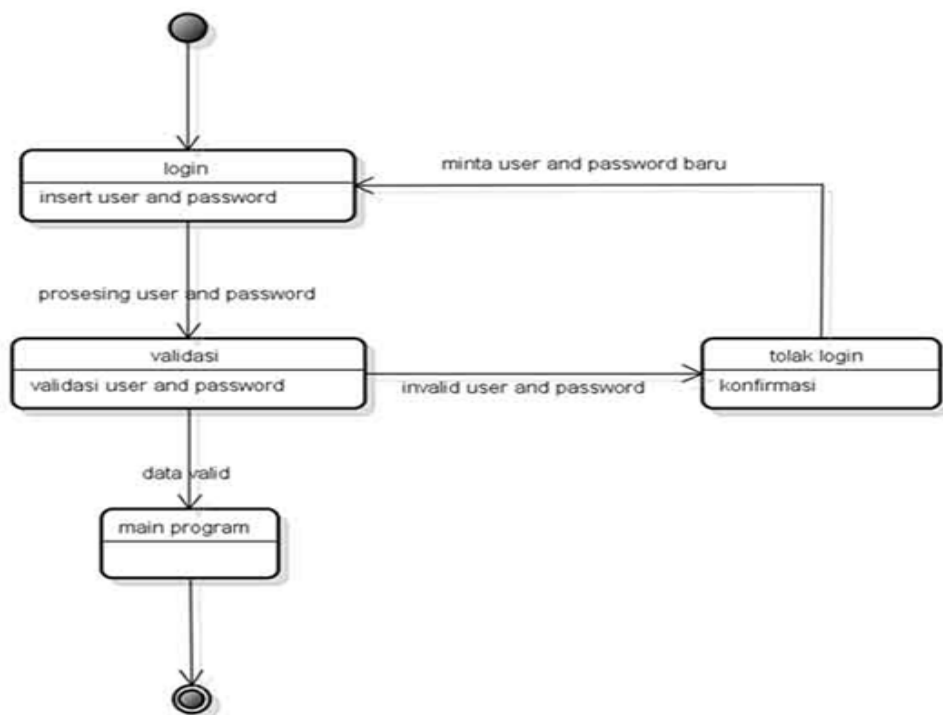 login
insert user and password
minta user and password baru
prosesing user and password
validasi
validasi user and password
invalid user and password
tolak login
konfirmasi
data valid
main program